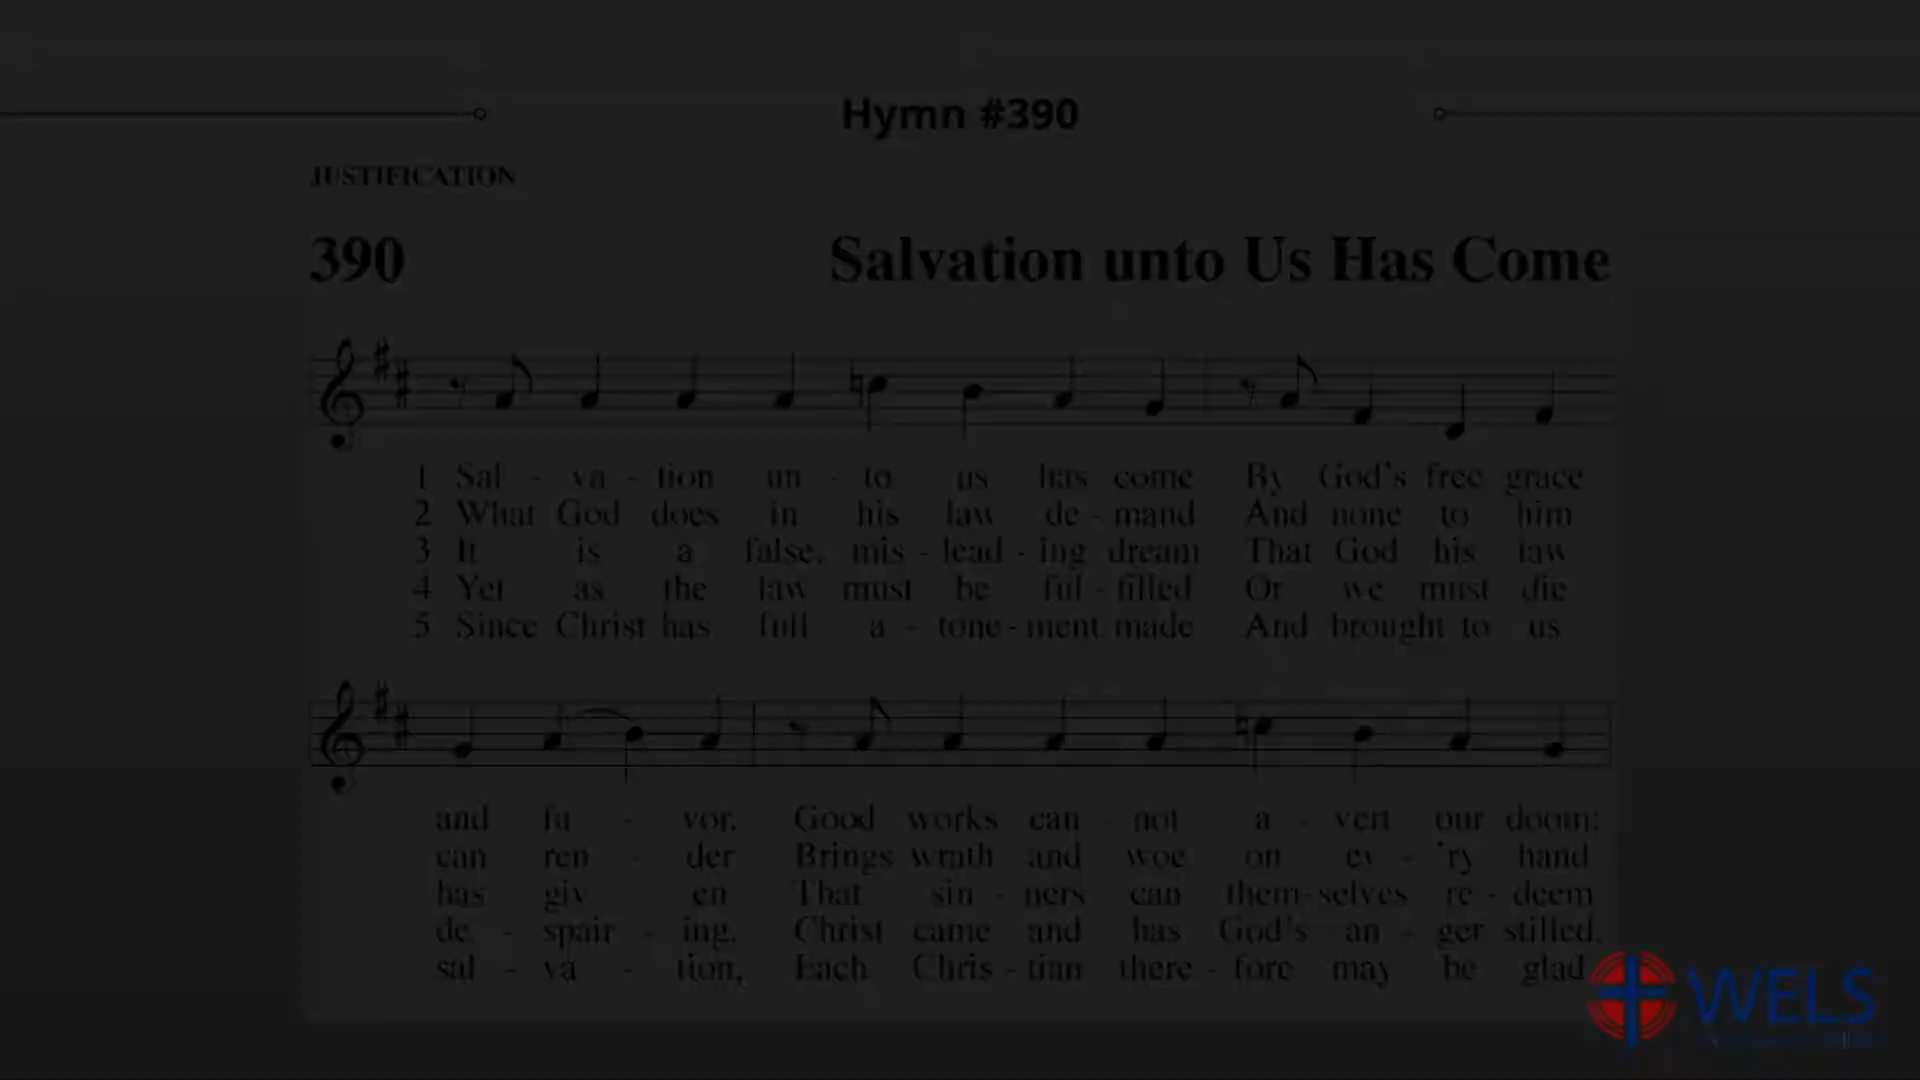 Hymn #390
JUSTIFICATION
390 Salvation unto Us Has Come
1 Sal - va - tion un - to us has come By God's free grace
2 What God does in his law de - mand And none to him
3 It is a false, mis - lead - ing dream That God his law
4 Yet as the law must be ful - filled Or we must die
5 Since Christ has full a - tone - ment made And brought to us
and fa - vor. Good works can - not a - vert our doom;
can ren - der Brings wrath and woe on ev - 'ry hand
has giv en That sin - ners can them - selves re - deem
de - spair - ing, Christ came and has God's an - ger stilled,
sal - va - tion, Each Chris - tian there - fore may be glad
WELS